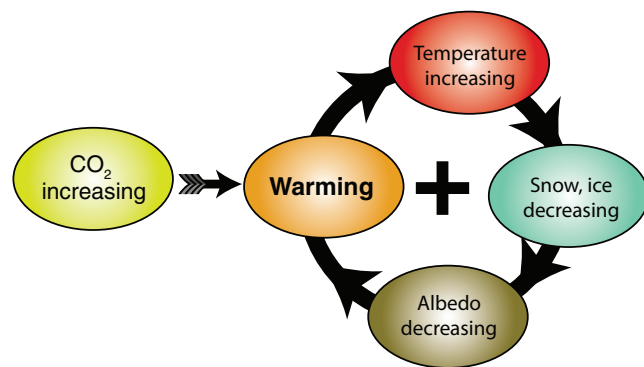 CO₂
increasing
Warming
Temperature
increasing
+
Snow, ice
decreasing
Albedo
decreasing